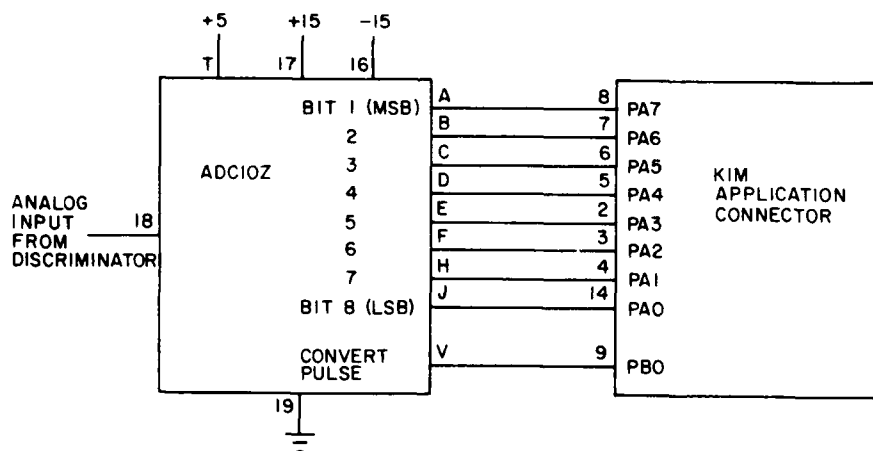 +5 +15 -15
T 17 16
BIT 1 (MSB) A 8 PA7
2 B 7 PA6
3 C 6 PA5
ADC10Z
4 D 5 PA4
5 E 2 PA3
6 F 3 PA2
7 H 4 PA1
BIT 8 (LSB) J 14 PA0
KIM
APPLICATION
CONNECTOR
ANALOG
INPUT
FROM
DISCRIMINATOR
18
CONVERT
PULSE
V 9 PB0
19